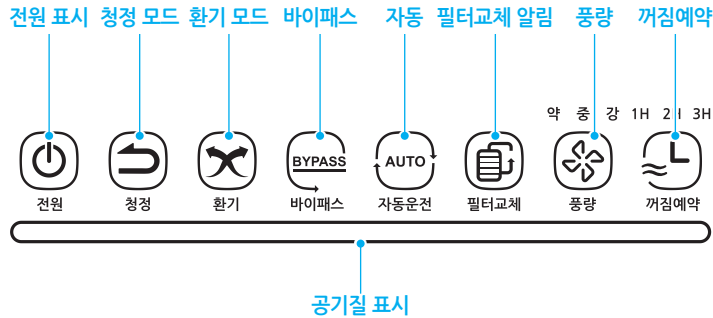 전원 표시 청정 모드 환기 모드 바이패스 자동 필터교체 알림 풍량 꺼짐예약
약 중 강 1H 2H 3H
BYPASS AUTO
전원 청정 환기 바이패스 자동운전 필터교체 풍량 꺼짐예약
공기질 표시